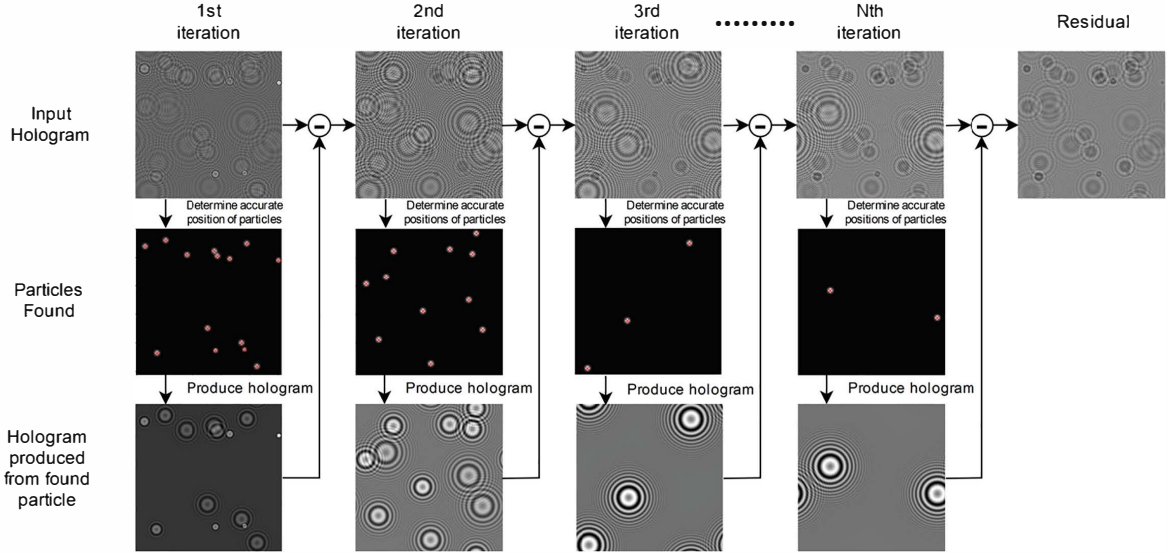 1st
iteration
2nd
iteration
3rd
iteration
Nth
iteration
Residual
Input
Hologram
Determine accurate
position of particles
Determine accurate
positions of particles
Determine accurate
positions of particles
Determine accurate
positions of particles
Particles
Found
Produce hologram
Produce hologram
Produce hologram
Produce hologram
Hologram
produced
from found
particle